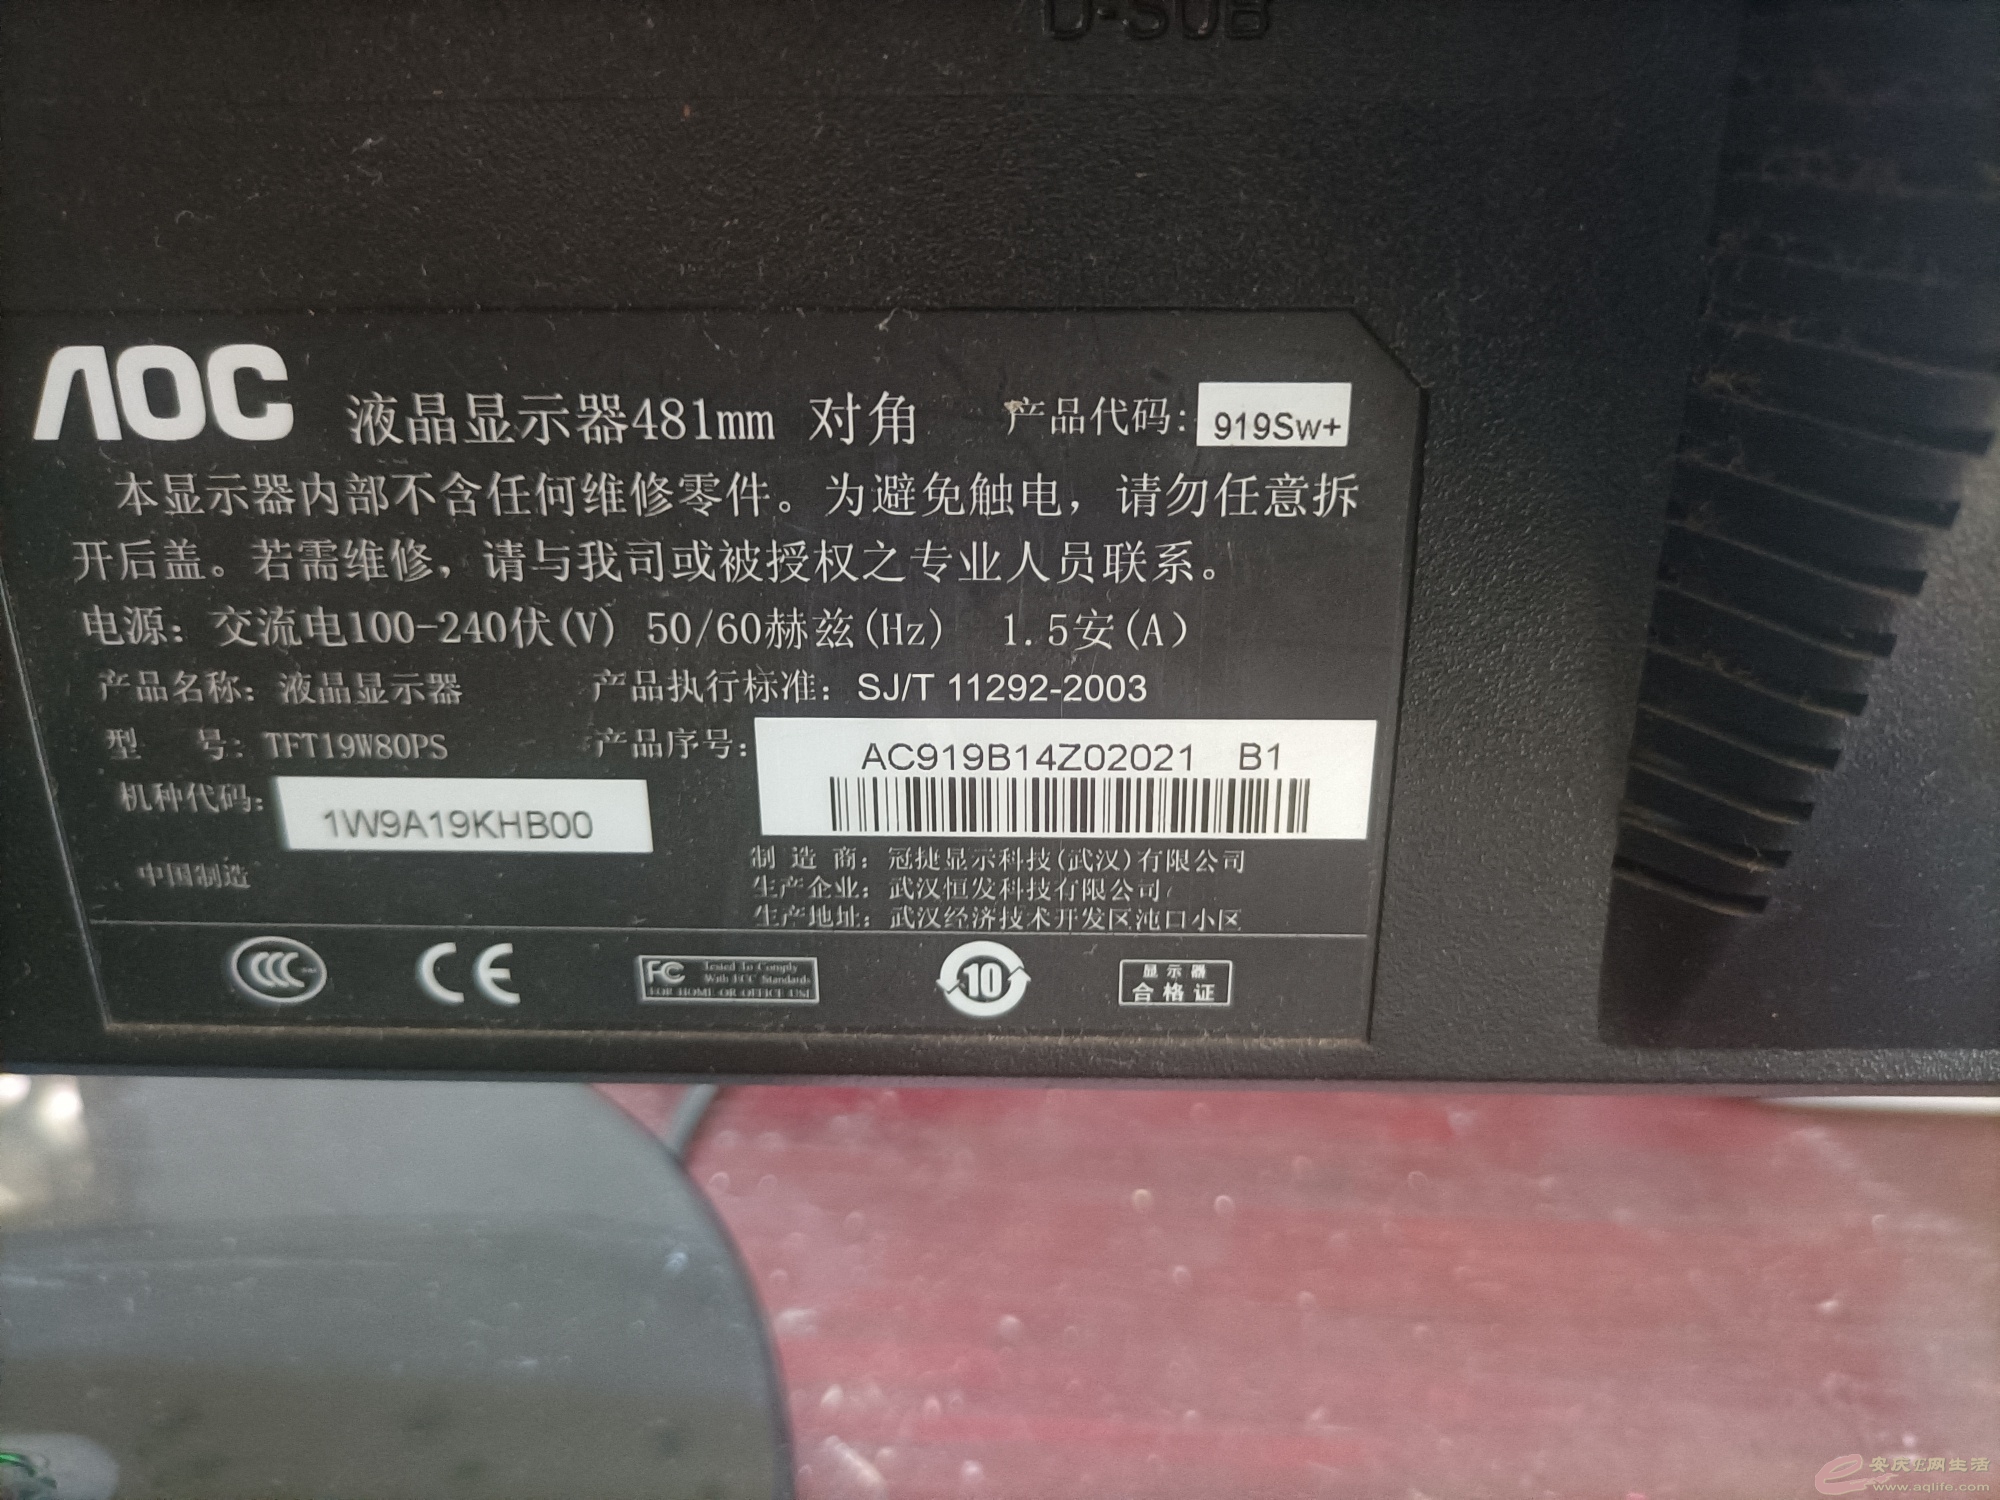 D-SUB
AOC 液晶显示器481mm 对角 产品代码: 919Sw+
本显示器内部不含任何维修零件。为避免触电，请勿任意拆
开后盖。若需维修，请与我司或被授权之专业人员联系。
电源: 交流电100-240伏(V) 50/60赫兹(Hz) 1.5安(A)
产品名称: 液晶显示器 产品执行标准: SJ/T 11292-2003
型 号: TFT19W80PS 产品序号: AC919B14Z02021 B1
机种代码: 1W9A19KHB00
中国制造
制 造 商: 冠捷显示科技(武汉)有限公司
生产企业: 武汉恒发科技有限公司
生产地址: 武汉经济技术开发区沌口小区
CCC CE FC Tested To Comply
With FCC Standards
FOR HOME OR OFFICE USE
10
显示器
合格证
安庆E网生活
www.aqlife.com